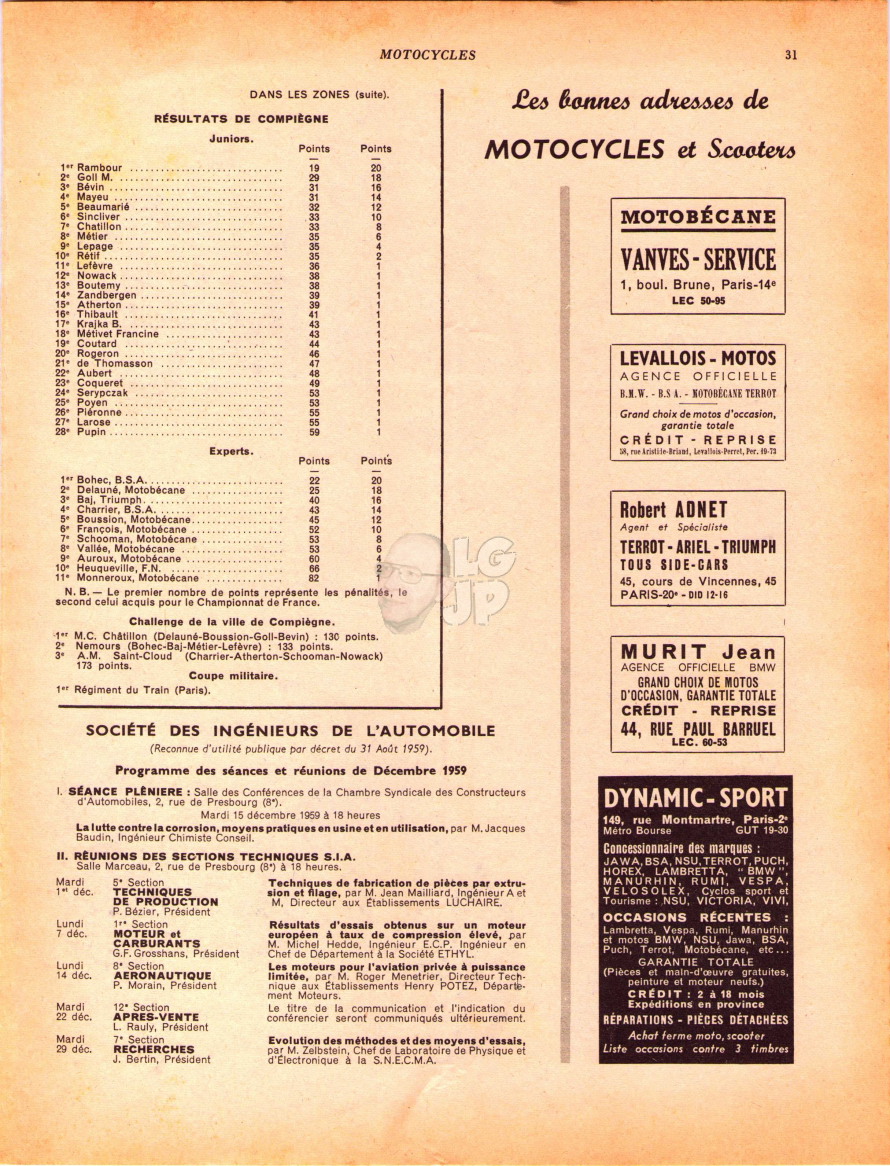 MOTOCYCLES
31
DANS LES ZONES (suite).
RÉSULTATS DE COMPIÈGNE
Juniors.
Points Points
1er Rambour 19 20
2e Goll M. 29 18
3e Bévin 31 16
4e Mayeu 31 14
5e Beaumarié 32 12
6e Sincliver 33 10
7e Chatillon 33 8
8e Métier 35 6
9e Lepage 35 4
10e Rétif 35 2
11e Lefèvre 36 1
12e Nowack 38 1
13e Boutemy 38 1
14e Zandbergen 39 1
15e Atherton 39 1
16e Thibault 41 1
17e Krajka B. 43 1
18e Métivet Francine 43 1
19e Coutard 44 1
20e Rogeron 46 1
21e de Thomasson 47 1
22e Aubert 48 1
23e Coqueret 49 1
24e Serypczak 53 1
25e Poyen 53 1
26e Piéronne 55 1
27e Larose 55 1
28e Pupin 59 1
Experts.
Points Points
1er Bohec, B.S.A. 22 20
2e Delauné, Motobécane 25 18
3e Baj, Triumph. 40 16
4e Charrier, B.S.A. 43 14
5e Boussion, Motobécane 45 12
6e François, Motobécane 52 10
7e Schooman, Motobécane 53 8
8e Vallée, Motobécane 53 6
9e Auroux, Motobécane 60 4
10e Heuqueville, F.N. 66 2
11e Monneroux, Motobécane 82 1
N. B. — Le premier nombre de points représente les pénalités, le
second celui acquis pour le Championnat de France.
Challenge de la ville de Compiègne.
1er M.C. Châtillon (Delauné-Boussion-Goll-Bevin) : 130 points.
2e Nemours (Bohec-Baj-Métier-Lefèvre) : 133 points.
3e A.M. Saint-Cloud (Charrier-Atherton-Schooman-Nowack)
173 points.
Coupe militaire.
1er Régiment du Train (Paris).
LG
JP
SOCIÉTÉ DES INGÉNIEURS DE L'AUTOMOBILE
(Reconnue d'utilité publique par décret du 31 Août 1959).
Programme des séances et réunions de Décembre 1959
I. SÉANCE PLÉNIERE : Salle des Conférences de la Chambre Syndicale des Constructeurs
d'Automobiles, 2, rue de Presbourg (8e).
Mardi 15 décembre 1959 à 18 heures
La lutte contre la corrosion, moyens pratiques en usine et en utilisation, par M. Jacques
Baudin, Ingénieur Chimiste Conseil.
II. RÉUNIONS DES SECTIONS TECHNIQUES S.I.A.
Salle Marceau, 2, rue de Presbourg (8e) à 18 heures.
Mardi
1er déc.
5e Section
TECHNIQUES
DE PRODUCTION
P. Bézier, Président
Techniques de fabrication de pièces par extru-
sion et filage, par M. Jean Mailliard, Ingénieur A et
M, Directeur aux Établissements LUCHAIRE.
Lundi
7 déc.
1re Section
MOTEUR et
CARBURANTS
G.F. Grosshans, Président
Résultats d'essais obtenus sur un moteur
européen à taux de compression élevé, par
M. Michel Hedde, Ingénieur E.C.P. Ingénieur en
Chef de Département à la Société ETHYL.
Lundi
14 déc.
8e Section
AERONAUTIQUE
P. Morain, Président
Les moteurs pour l'aviation privée à puissance
limitée, par M. Roger Menetrier, Directeur Tech-
nique aux Établissements Henry POTEZ, Départe-
ment Moteurs.
Mardi
22 déc.
12e Section
APRES-VENTE
L. Rauly, Président
Le titre de la communication et l'indication du
conférencier seront communiqués ultérieurement.
Mardi
29 déc.
7e Section
RECHERCHES
J. Bertin, Président
Evolution des méthodes et des moyens d'essais,
par M. Zelbstein, Chef de Laboratoire de Physique et
d'Électronique à la S.N.E.C.M.A.
Les bonnes adresses de
MOTOCYCLES et Scooters
MOTOBÉCANE
VANVES - SERVICE
1, boul. Brune, Paris-14e
LEC 50-95
LEVALLOIS - MOTOS
AGENCE OFFICIELLE
B.M.W. - B.S A. - MOTOBÉCANE TERROT
Grand choix de motos d'occasion,
garantie totale
CRÉDIT - REPRISE
58, rue Aristide-Briand, Levallois-Perret, Per. 49-73
Robert ADNET
Agent et Spécialiste
TERROT - ARIEL - TRIUMPH
TOUS SIDE-CARS
45, cours de Vincennes, 45
PARIS-20e - DID 12-16
MURIT Jean
AGENCE OFFICIELLE BMW
GRAND CHOIX DE MOTOS
D'OCCASION, GARANTIE TOTALE
CRÉDIT - REPRISE
44, RUE PAUL BARRUEL
LEC. 60-53
DYNAMIC-SPORT
149, rue Montmartre, Paris-2e
Métro Bourse GUT 19-30
Concessionnaire des marques :
JAWA, BSA, NSU, TERROT, PUCH,
HOREX, LAMBRETTA, "BMW",
MANURHIN, RUMI, VESPA,
VELOSOLEX, Cyclos sport et
Tourisme : NSU, VICTORIA, VIVI,
OCCASIONS RÉCENTES :
Lambretta, Vespa, Rumi, Manurhin
et motos BMW, NSU, Jawa, BSA,
Puch, Terrot, Motobécane, etc...
GARANTIE TOTALE
(Pièces et main-d'œuvre gratuites,
peinture et moteur neufs.)
CRÉDIT : 2 à 18 mois
Expéditions en province
RÉPARATIONS - PIÈCES DÉTACHÉES
Achat ferme moto, scooter
Liste occasions contre 3 timbres